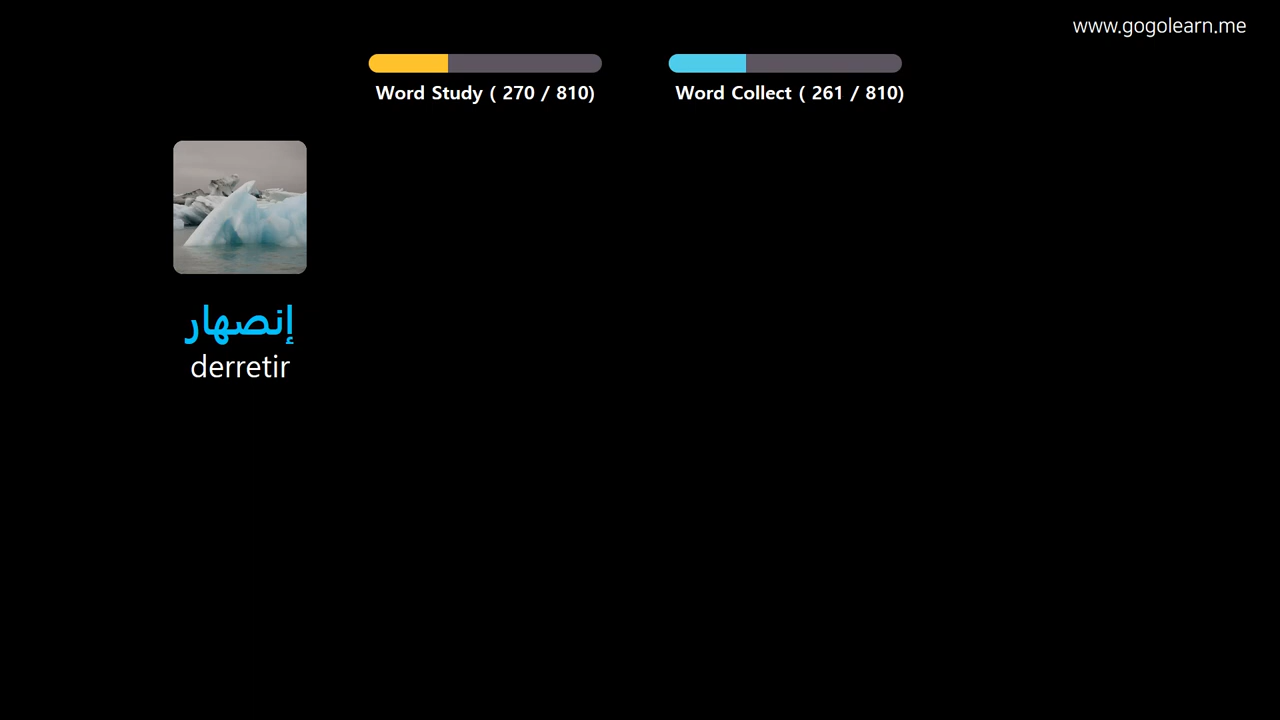 www.gogolearn.me
Word Study ( 270 / 810)
Word Collect ( 261 / 810)
إنصهار
derretir